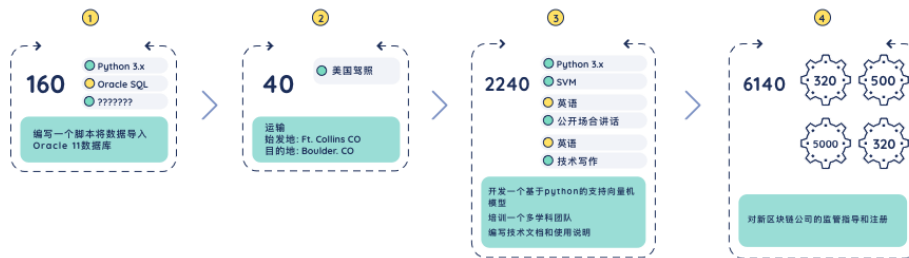 1
160
Python 3.x
Oracle SQL
???????
编写一个脚本将数据导入
Oracle 11数据库
2
40
美国驾照
运输
始发地: Ft. Collins CO
目的地: Boulder. CO
3
2240
Python 3.x
SVM
英语
公开场合讲话
英语
技术写作
开发一个基于python的支持向量机
模型
培训一个多学科团队
编写技术文档和使用说明
4
6140
320
500
5000
320
对新区块链公司的监管指导和注册